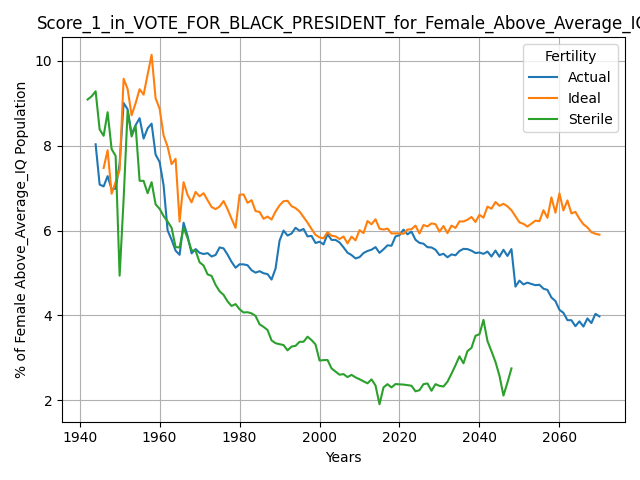 Score_1_in_VOTE_FOR_BLACK_PRESIDENT_for_Female_Above_Average_IQ
% of Female Above_Average_IQ Population
10
8
6
4
2
Fertility
Actual
Ideal
Sterile
1940
1960
1980
2000
2020
2040
2060
Years